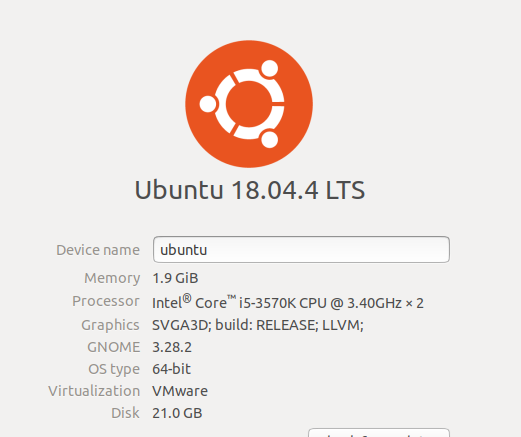 Ubuntu 18.04.4 LTS
Device name ubuntu
Memory 1.9 GiB
Processor Intel® Core™ i5-3570K CPU @ 3.40GHz × 2
Graphics SVGA3D; build: RELEASE; LLVM;
GNOME 3.28.2
OS type 64-bit
Virtualization VMware
Disk 21.0 GB